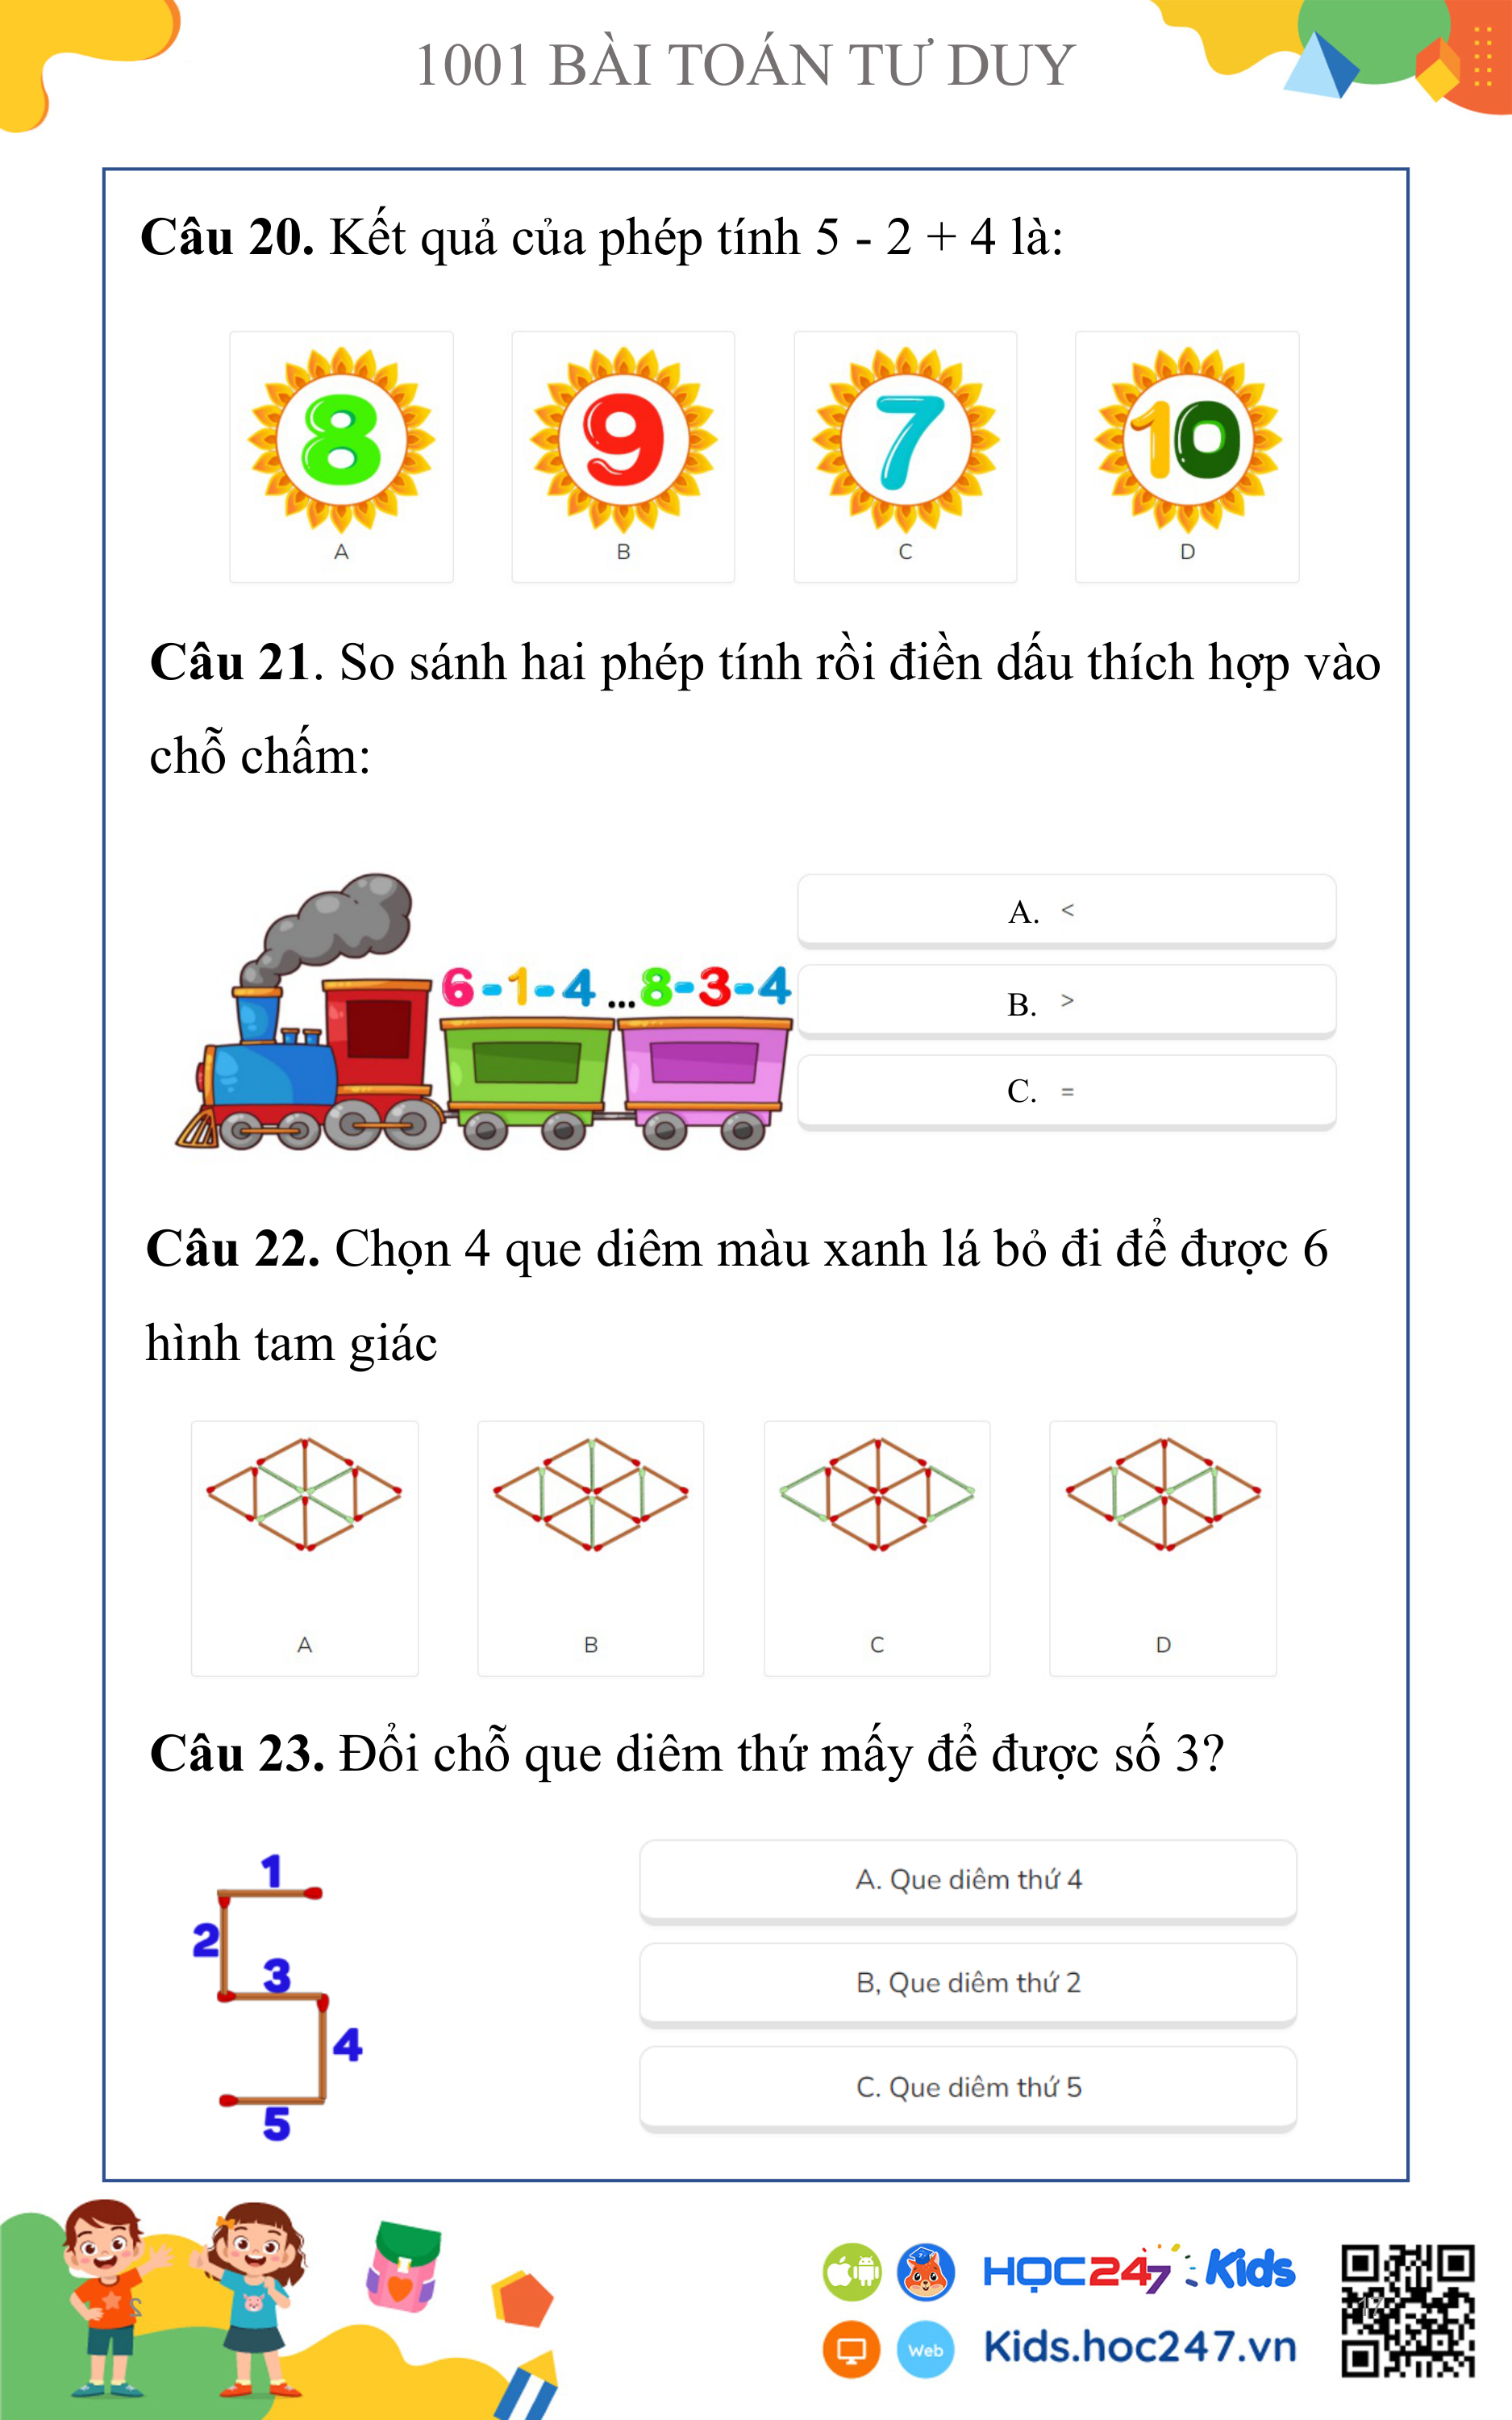 1001 BÀI TOÁN TƯ DUY
Câu 20. Kết quả của phép tính 5 - 2 + 4 là:
8 9 7 10
A B C D
Câu 21. So sánh hai phép tính rồi điền dấu thích hợp vào
chỗ chấm:
6-1-4 ... 8-3-4
A. <
B. >
C. =
Câu 22. Chọn 4 que diêm màu xanh lá bỏ đi để được 6
hình tam giác
A B C D
Câu 23. Đổi chỗ que diêm thứ mấy để được số 3?
1
2
3
4
5
A. Que diêm thứ 4
B, Que diêm thứ 2
C. Que diêm thứ 5
HỌC247 Kids
Web Kids.hoc247.vn
17